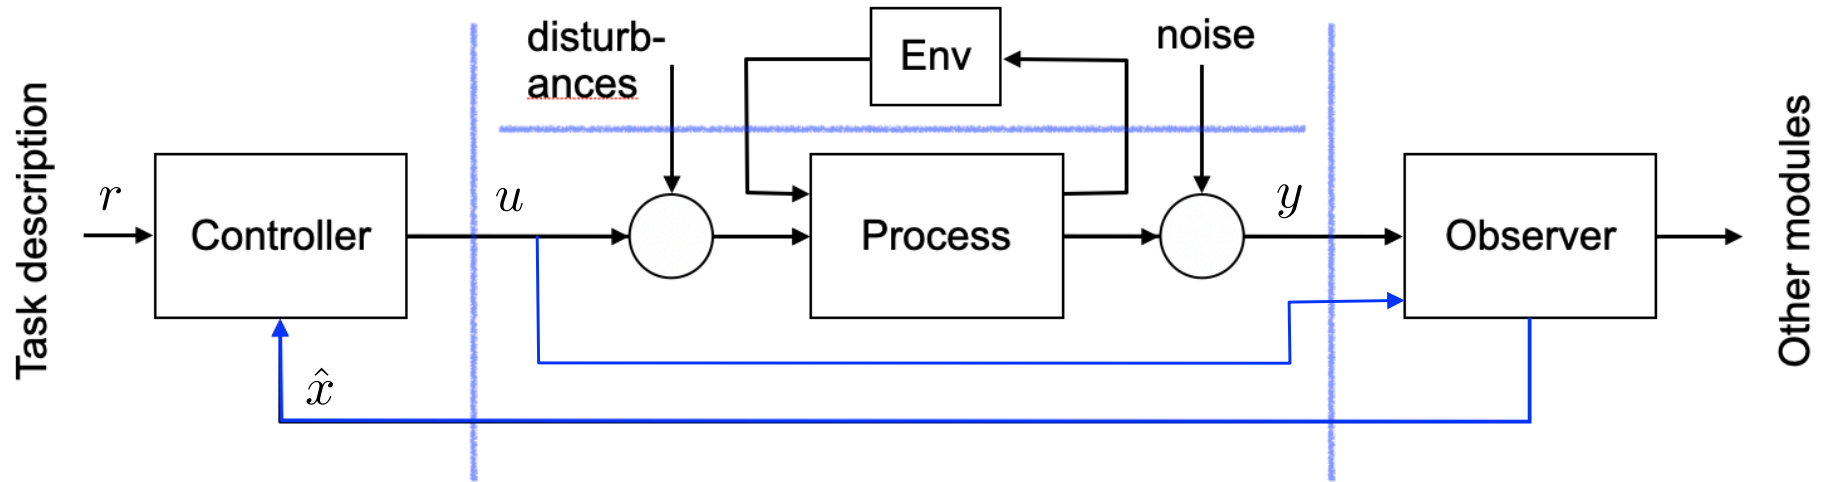 Task description
r
Controller
u
disturb-
ances
Env
Process
noise
y
Observer
Other modules
x̂